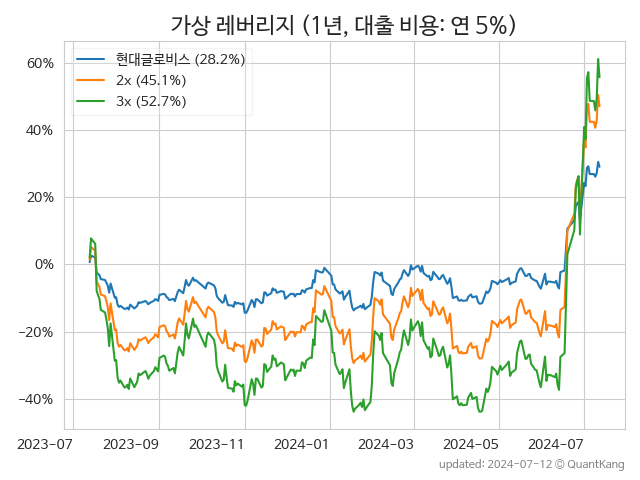 가상 레버리지 (1년, 대출 비용: 연 5%)
현대글로비스 (28.2%)
2x (45.1%)
3x (52.7%)
60%
40%
20%
0%
−20%
−40%
2023-07 2023-09 2023-11 2024-01 2024-03 2024-05 2024-07
updated: 2024-07-12 © QuantKang